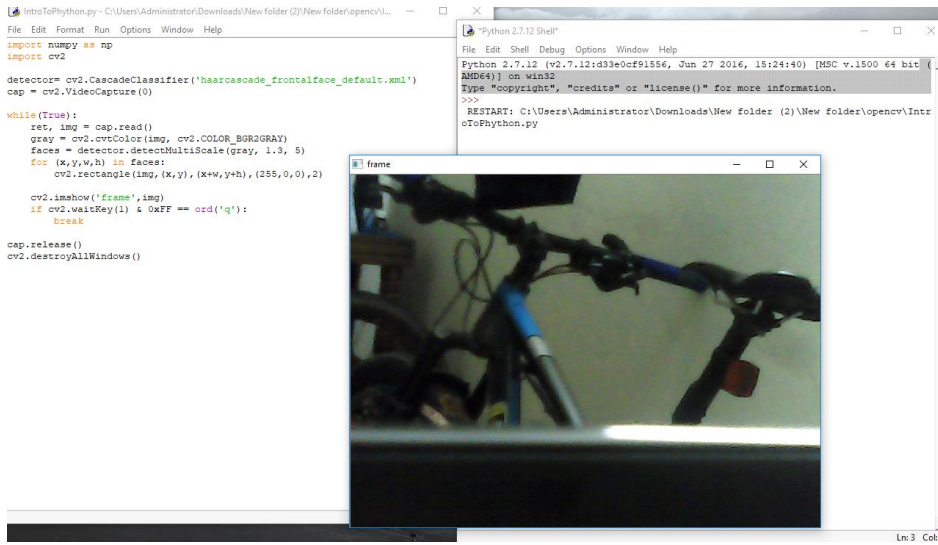 IntroToPhython.py - C:\Users\Administrator\Downloads\New folder (2)\New folder\opencv\I...
File Edit Format Run Options Window Help
import numpy as np
import cv2
detector= cv2.CascadeClassifier('haarcascade_frontalface_default.xml')
cap = cv2.VideoCapture(0)
while(True):
    ret, img = cap.read()
    gray = cv2.cvtColor(img, cv2.COLOR_BGR2GRAY)
    faces = detector.detectMultiScale(gray, 1.3, 5)
    for (x,y,w,h) in faces:
        cv2.rectangle(img,(x,y),(x+w,y+h),(255,0,0),2)
    cv2.imshow('frame',img)
    if cv2.waitKey(1) & 0xFF == ord('q'):
        break
cap.release()
cv2.destroyAllWindows()
*Python 2.7.12 Shell*
File Edit Shell Debug Options Window Help
Python 2.7.12 (v2.7.12:d33e0cf91556, Jun 27 2016, 15:24:40) [MSC v.1500 64 bit (
AMD64)] on win32
Type "copyright", "credits" or "license()" for more information.
>>>
RESTART: C:\Users\Administrator\Downloads\New folder (2)\New folder\opencv\Intr
oToPhython.py
frame
Ln: 3 Col: